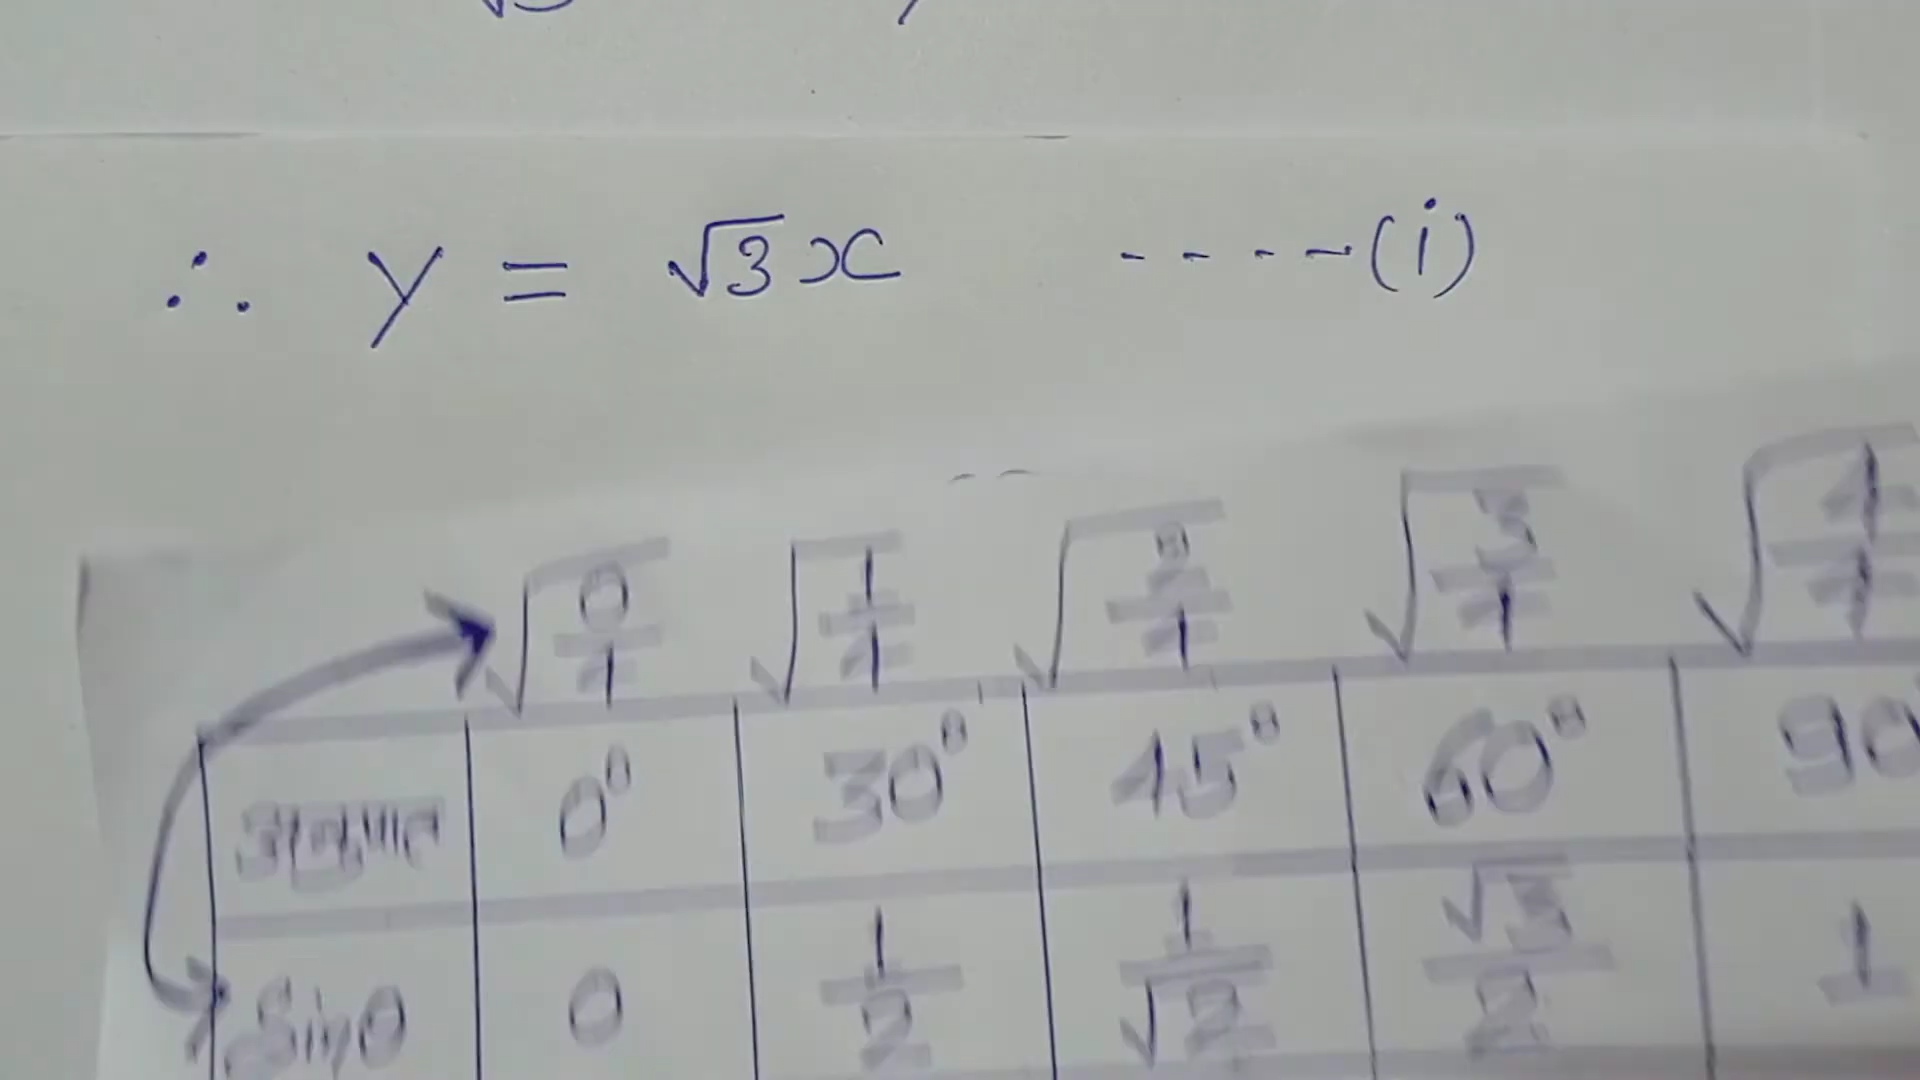 ∴ y = √3 x ----(i)
√0/4 √1/4 √2/4 √3/4 √4/4
0° 30° 45° 60° 90
Sinθ 0 1/2 1/√2 √3/2 1